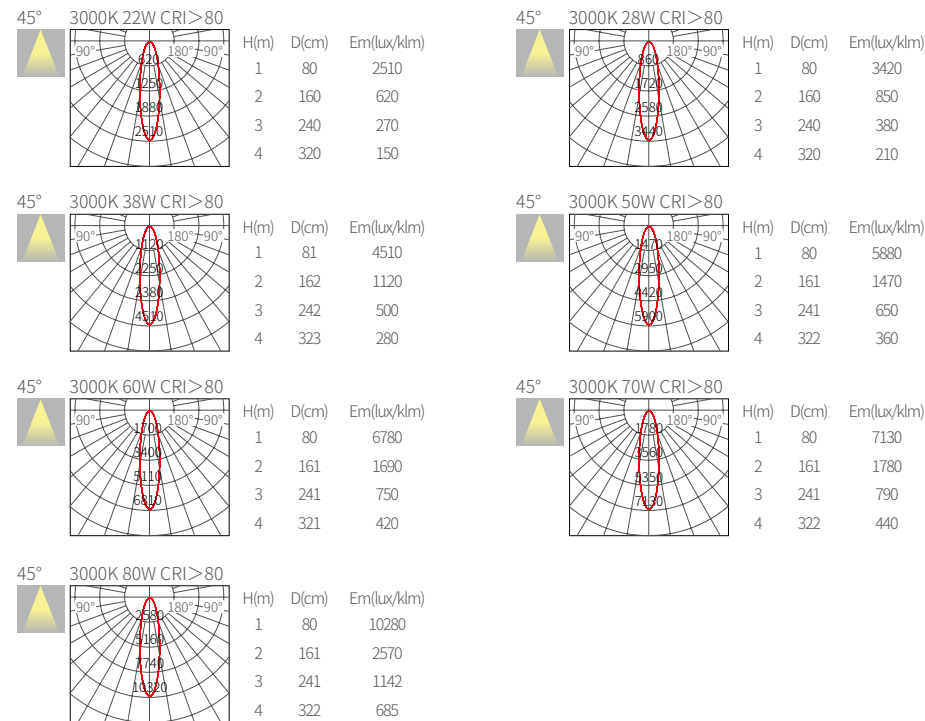 45° 3000K 22W CRI＞80
H(m) D(cm) Em(lux/klm)
90° 180° 90°
620
1250
1880
2510
1 80 2510
2 160 620
3 240 270
4 320 150
45° 3000K 28W CRI＞80
H(m) D(cm) Em(lux/klm)
90° 180° 90°
860
1720
2580
3440
1 80 3420
2 160 850
3 240 380
4 320 210
45° 3000K 38W CRI＞80
H(m) D(cm) Em(lux/klm)
90° 180° 90°
1120
2250
2380
4510
1 81 4510
2 162 1120
3 242 500
4 323 280
45° 3000K 50W CRI＞80
H(m) D(cm) Em(lux/klm)
90° 180° 90°
1470
2950
4420
5900
1 80 5880
2 161 1470
3 241 650
4 322 360
45° 3000K 60W CRI＞80
H(m) D(cm) Em(lux/klm)
90° 180° 90°
1700
3400
5110
6810
1 80 6780
2 161 1690
3 241 750
4 321 420
45° 3000K 70W CRI＞80
H(m) D(cm) Em(lux/klm)
90° 180° 90°
1780
3560
5350
7130
1 80 7130
2 161 1780
3 241 790
4 322 440
45° 3000K 80W CRI＞80
H(m) D(cm) Em(lux/klm)
90° 180° 90°
2580
5160
7740
10320
1 80 10280
2 161 2570
3 241 1142
4 322 685